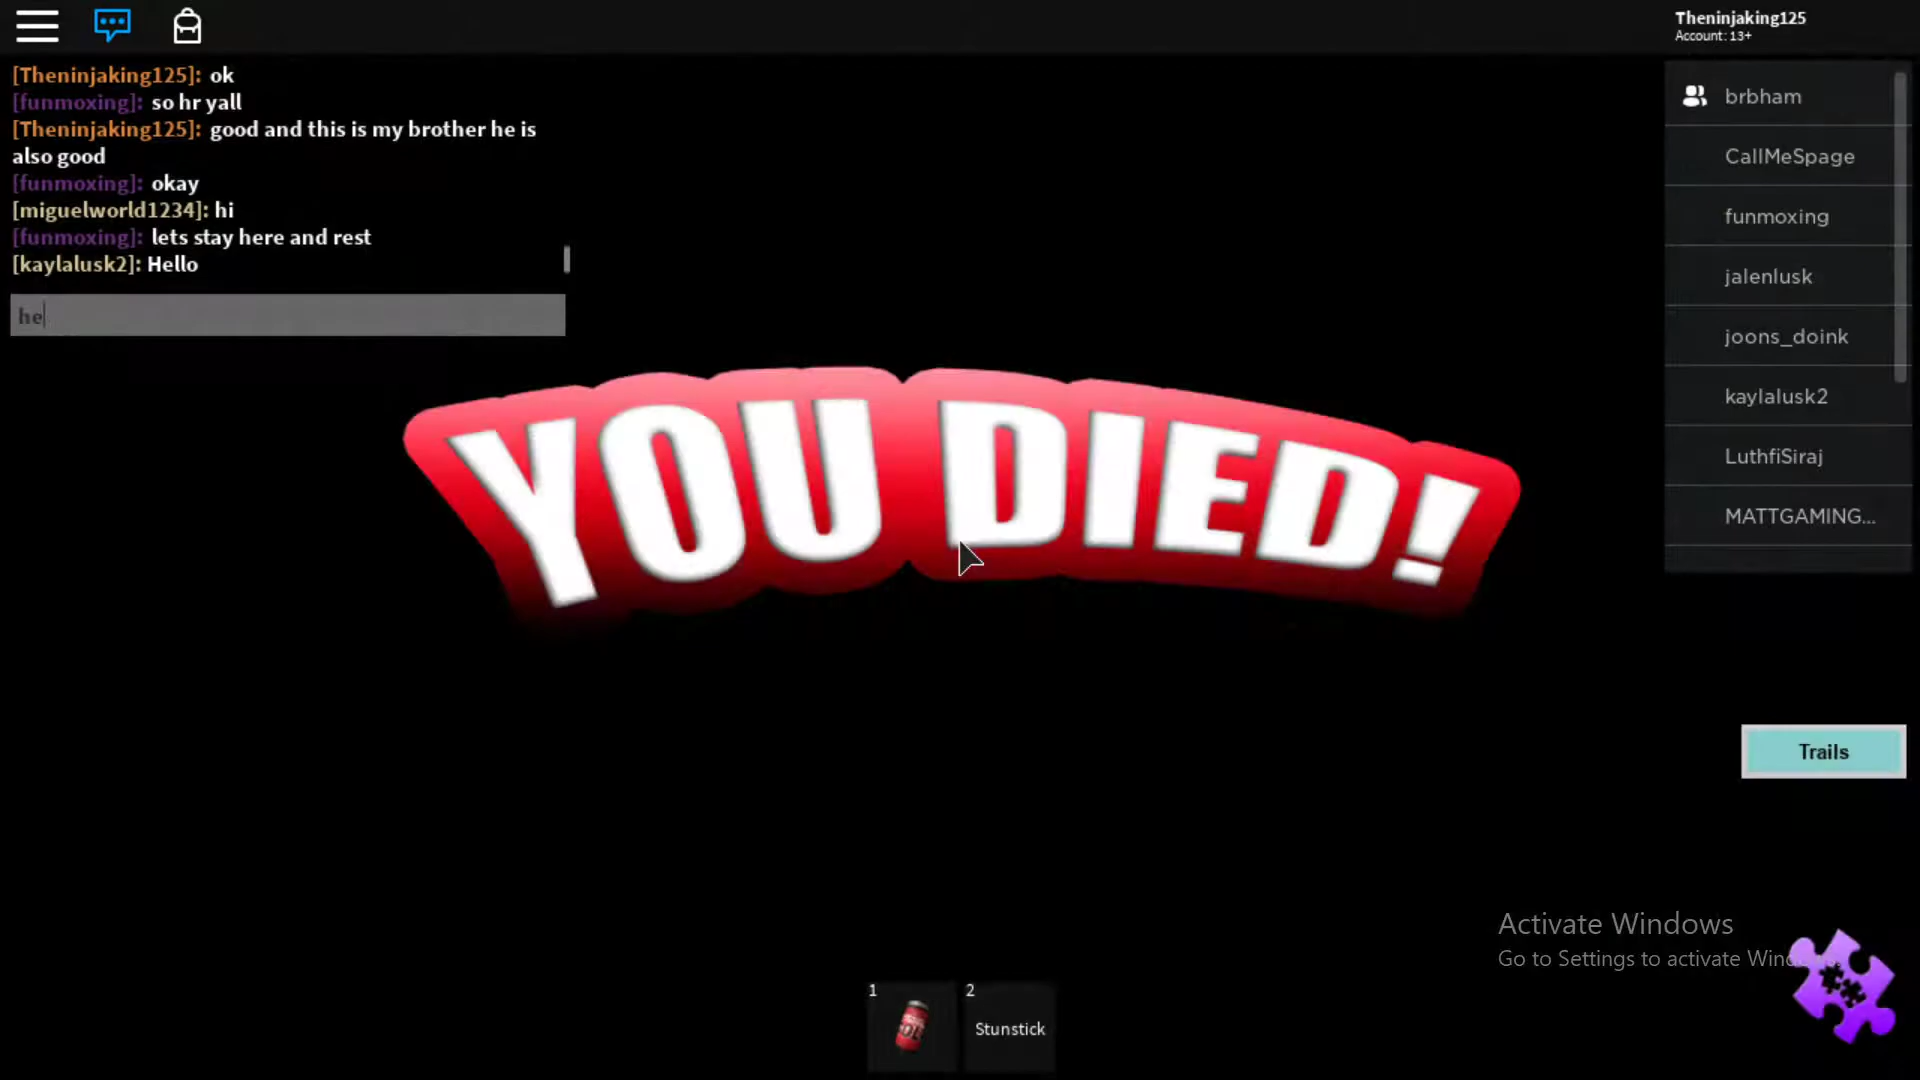 Theninjaking125
Account: 13+
[Theninjaking125]: ok
[funmoxing]: so hr yall
[Theninjaking125]: good and this is my brother he is
also good
[funmoxing]: okay
[miguelworld1234]: hi
[funmoxing]: lets stay here and rest
[kaylalusk2]: Hello
he
brbham
CallMeSpage
funmoxing
jalenlusk
joons_doink
kaylalusk2
LuthfiSiraj
MATTGAMING...
YOU DIED!
Trails
Activate Windows
Go to Settings to activate
1
2
Stunstick